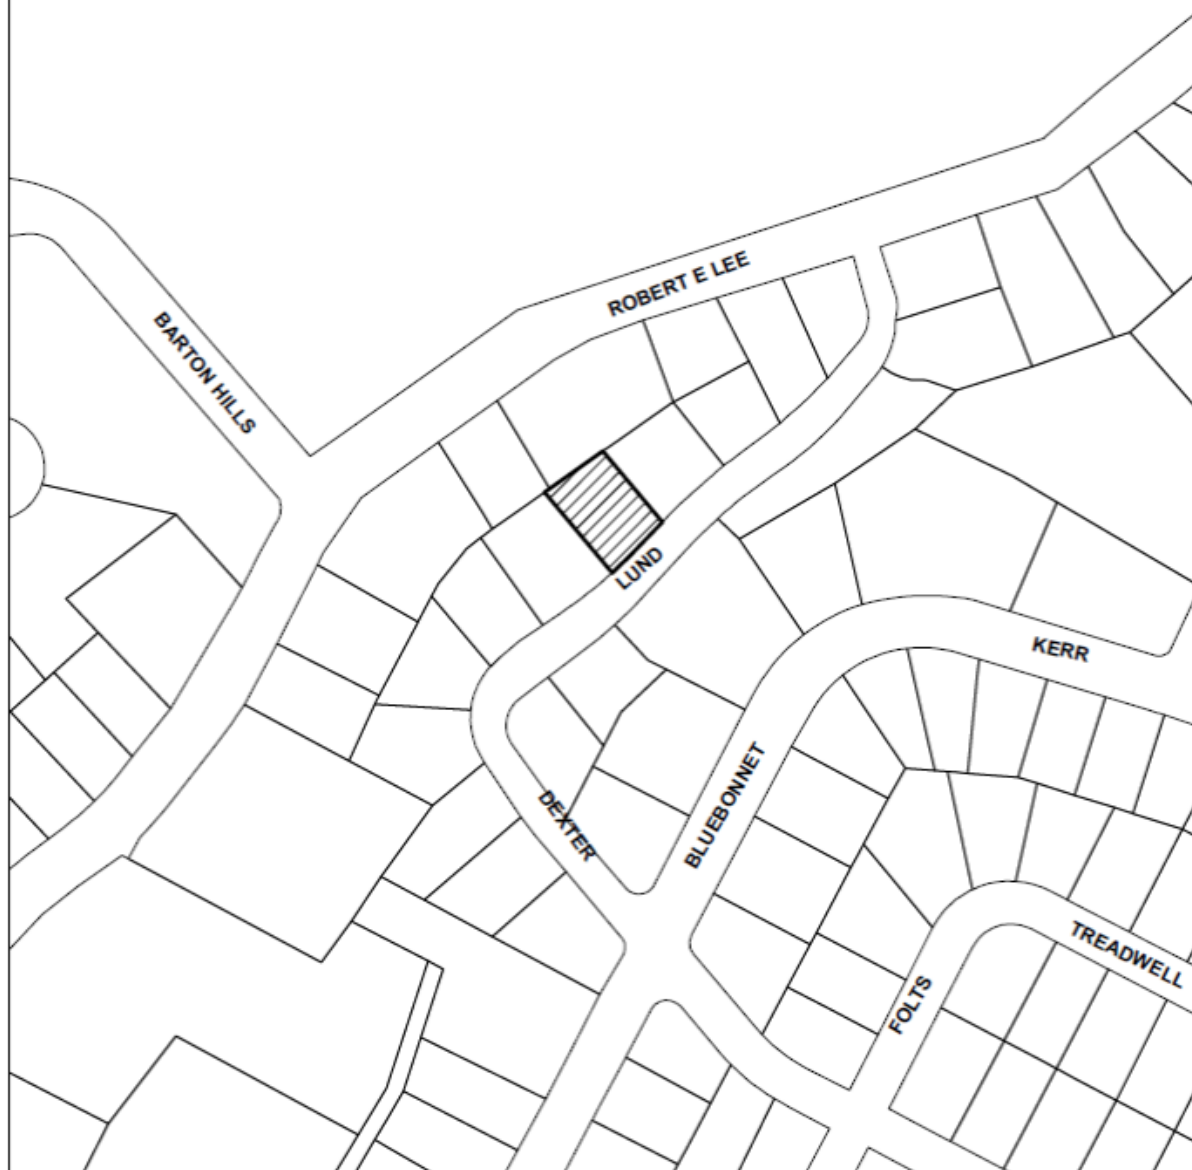 ROBERT E LEE
BARTON HILLS
LUND
KERR
DEXTER
BLUEBONNET
TREADWELL
FOLTS